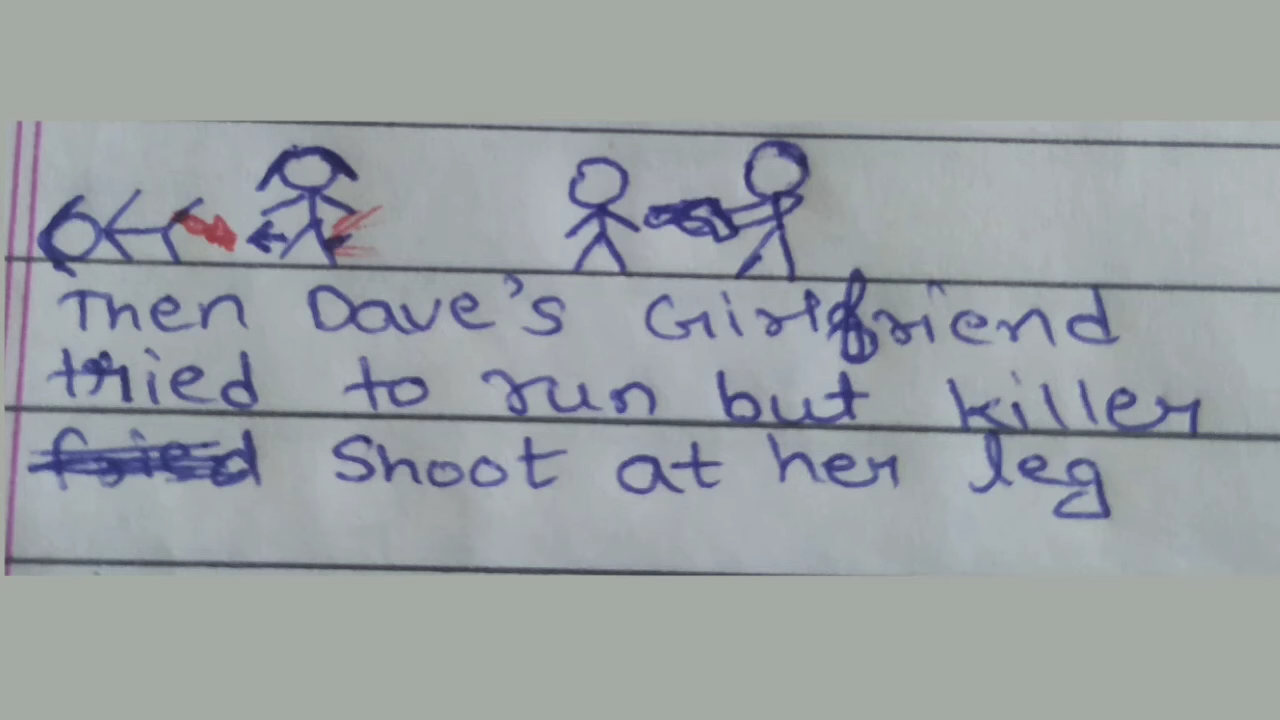 Then Dave's Girlfriend
tried to run but killer
Shoot at her leg